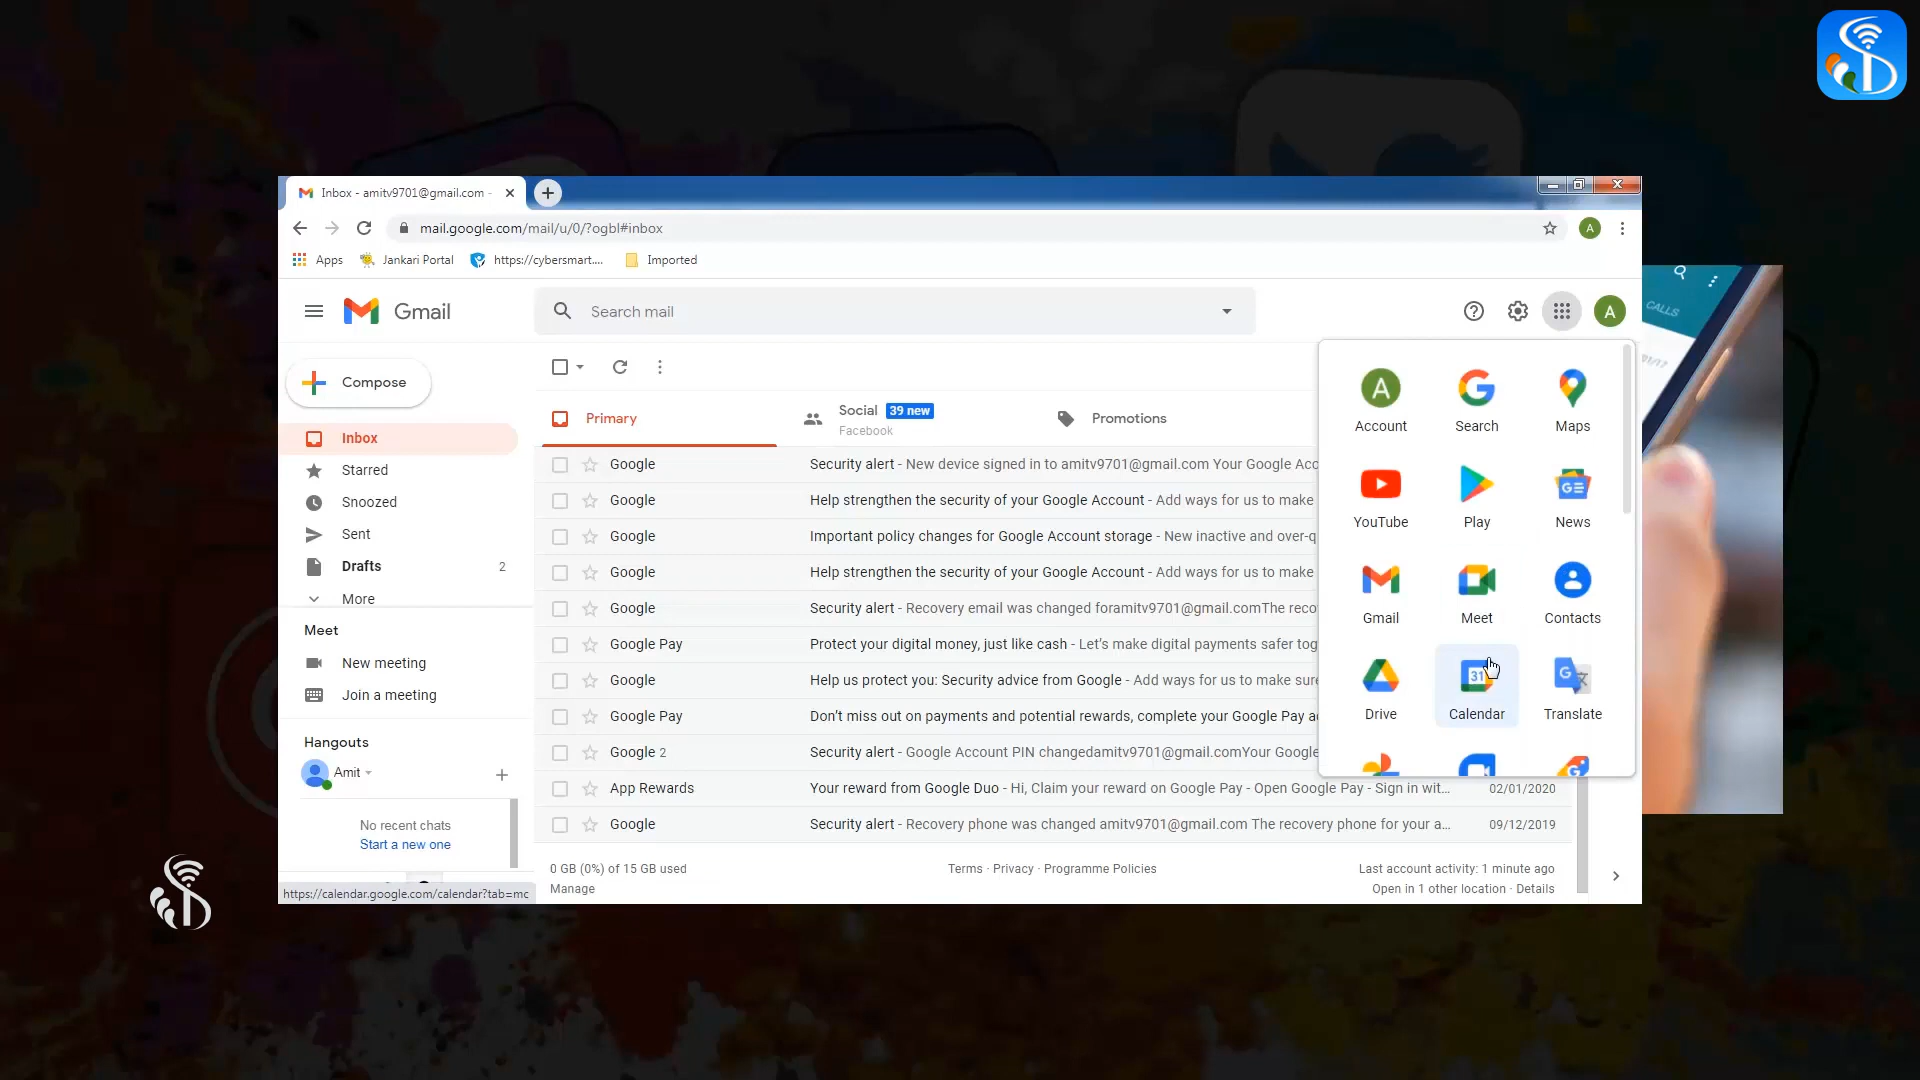 Inbox - amitv9701@gmail.com -
mail.google.com/mail/u/0/?ogbl#inbox
A
Apps
Jankari Portal
https://cybersmart....
Imported
Gmail
Search mail
A
Compose
Inbox
Starred
Snoozed
Sent
Drafts 2
More
Meet
New meeting
Join a meeting
Hangouts
Amit
No recent chats
Start a new one
https://calendar.google.com/calendar?tab=mc
Primary
Social 39 new
Facebook
Promotions
Google Security alert - New device signed in to amitv9701@gmail.com Your Google Acc
Google Help strengthen the security of your Google Account - Add ways for us to make
Google Important policy changes for Google Account storage - New inactive and over-q
Google Help strengthen the security of your Google Account - Add ways for us to make
Google Security alert - Recovery email was changed foramitv9701@gmail.comThe reco
Google Pay Protect your digital money, just like cash - Let's make digital payments safer tog
Google Help us protect you: Security advice from Google - Add ways for us to make sure
Google Pay Don't miss out on payments and potential rewards, complete your Google Pay a
Google 2 Security alert - Google Account PIN changedamitv9701@gmail.comYour Google
App Rewards Your reward from Google Duo - Hi, Claim your reward on Google Pay - Open Google Pay - Sign in wit... 02/01/2020
Google Security alert - Recovery phone was changed amitv9701@gmail.com The recovery phone for your a... 09/12/2019
0 GB (0%) of 15 GB used
Manage
Terms · Privacy · Programme Policies
Last account activity: 1 minute ago
Open in 1 other location · Details
A
Account
Search
Maps
YouTube
Play
GE
News
Gmail
Meet
Contacts
Drive
31
Calendar
G
Translate
CALLS